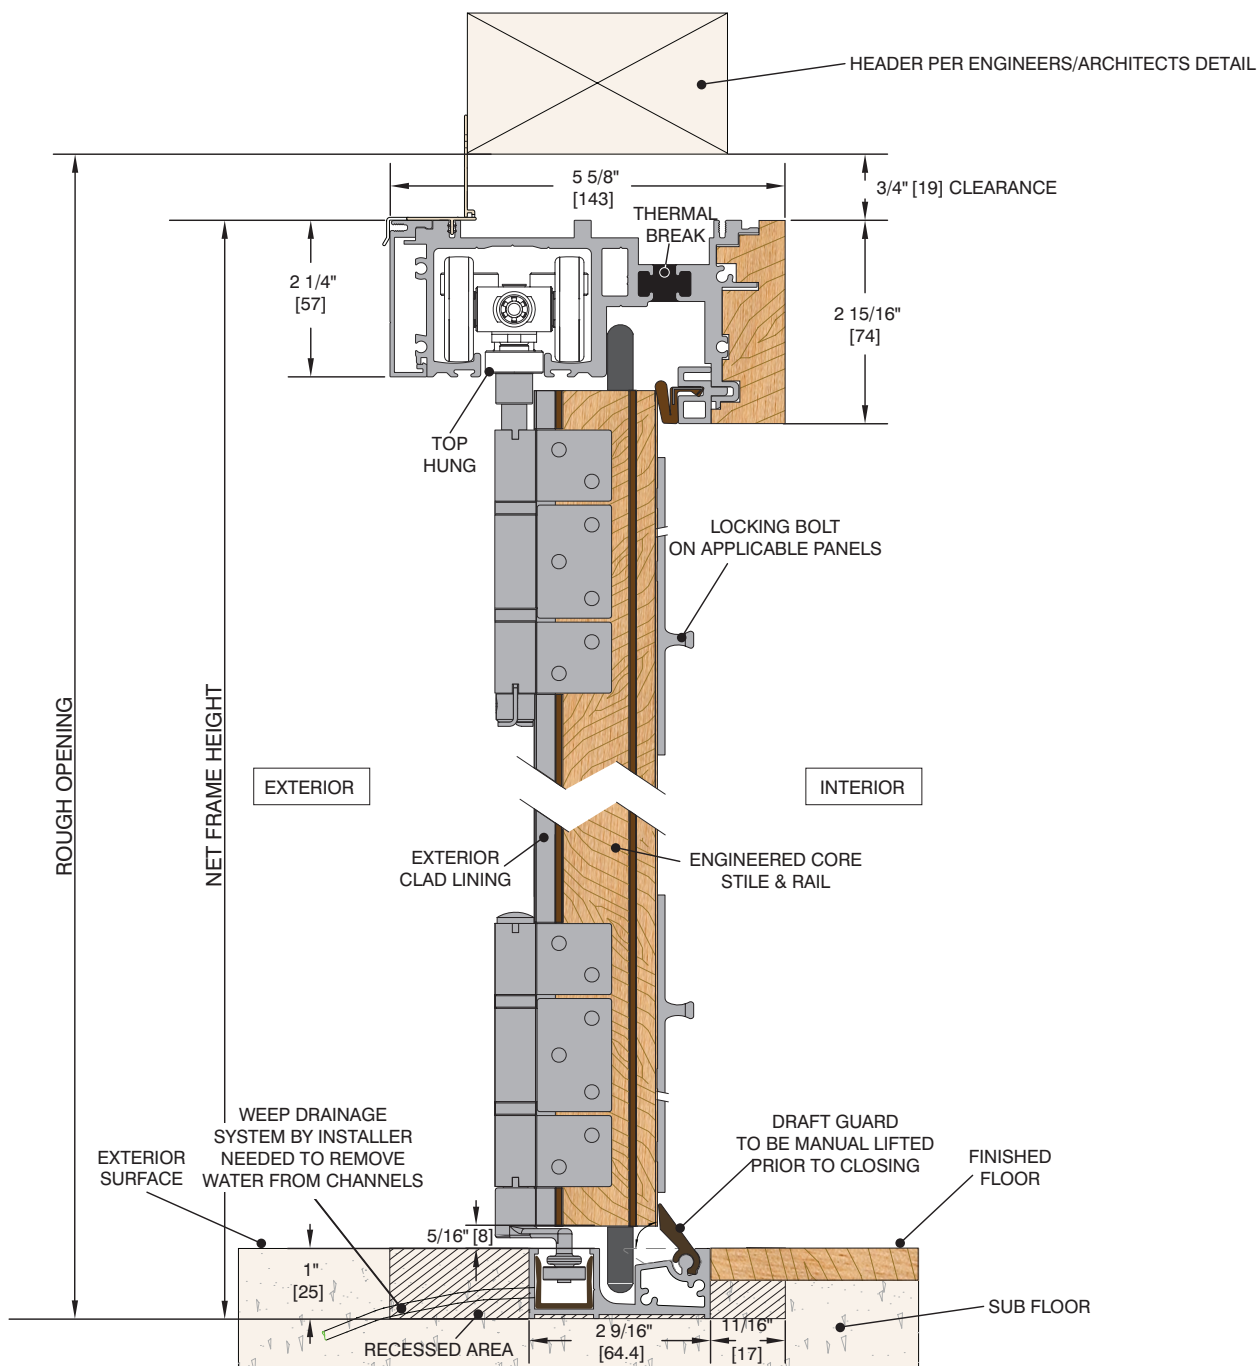 HEADER PER ENGINEERS/ARCHITECTS DETAIL
5 5/8"
[143]
3/4" [19] CLEARANCE
THERMAL
BREAK
2 1/4"
[57]
2 15/16"
[74]
TOP
HUNG
LOCKING BOLT
ON APPLICABLE PANELS
ROUGH OPENING
NET FRAME HEIGHT
EXTERIOR
INTERIOR
EXTERIOR
CLAD LINING
ENGINEERED CORE
STILE & RAIL
WEEP DRAINAGE
SYSTEM BY INSTALLER
NEEDED TO REMOVE
WATER FROM CHANNELS
EXTERIOR
SURFACE
DRAFT GUARD
TO BE MANUAL LIFTED
PRIOR TO CLOSING
FINISHED
FLOOR
5/16" [8]
1"
[25]
SUB FLOOR
RECESSED AREA
2 9/16"
[64.4]
11/16"
[17]